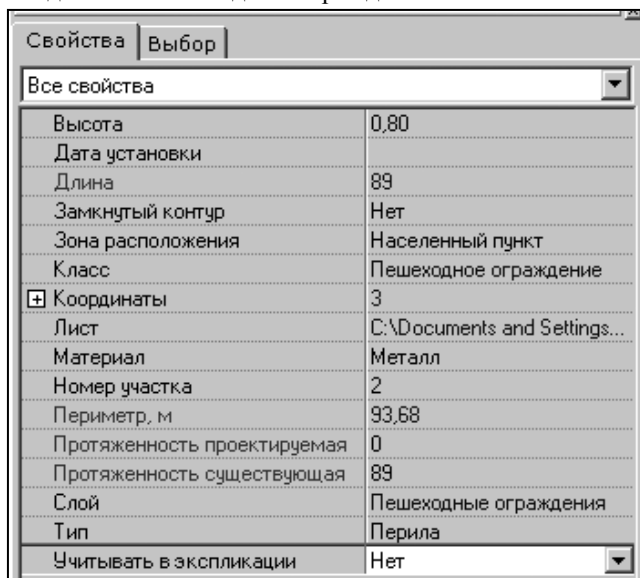 Свойства Выбор
Все свойства
Высота 0,80
Дата установки
Длина 89
Замкнутый контур Нет
Зона расположения Населенный пункт
Класс Пешеходное ограждение
Координаты 3
Лист C:\Documents and Settings...
Материал Металл
Номер участка 2
Периметр, м 93,68
Протяженность проектируемая 0
Протяженность существующая 89
Слой Пешеходные ограждения
Тип Перила
Учитывать в экспликации Нет